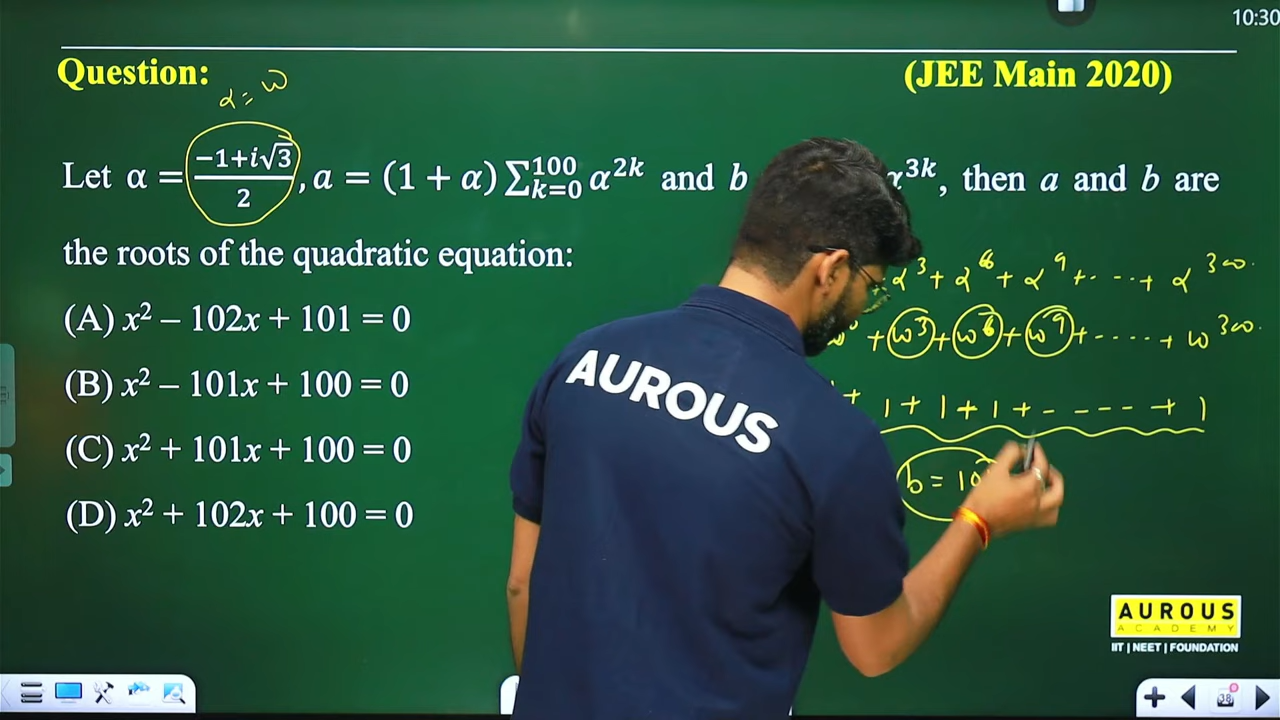 10:30
Question:
(JEE Main 2020)
α = ω
Let α = (−1+i√3)/2, a = (1 + α) ∑_{k=0}^{100} α^{2k} and b α^{3k}, then a and b are
the roots of the quadratic equation:
(A) x² – 102x + 101 = 0
(B) x² – 101x + 100 = 0
(C) x² + 101x + 100 = 0
(D) x² + 102x + 100 = 0
α³ + α⁶ + α⁹ + ---- + α³⁰⁰
+ ω³ + ω⁶ + ω⁹ + ---- + ω³⁰⁰
+ 1 + 1 + 1 + ----- + 1
b = 10
AUROUS
AUROUS
ACADEMY
IIT | NEET | FOUNDATION
38